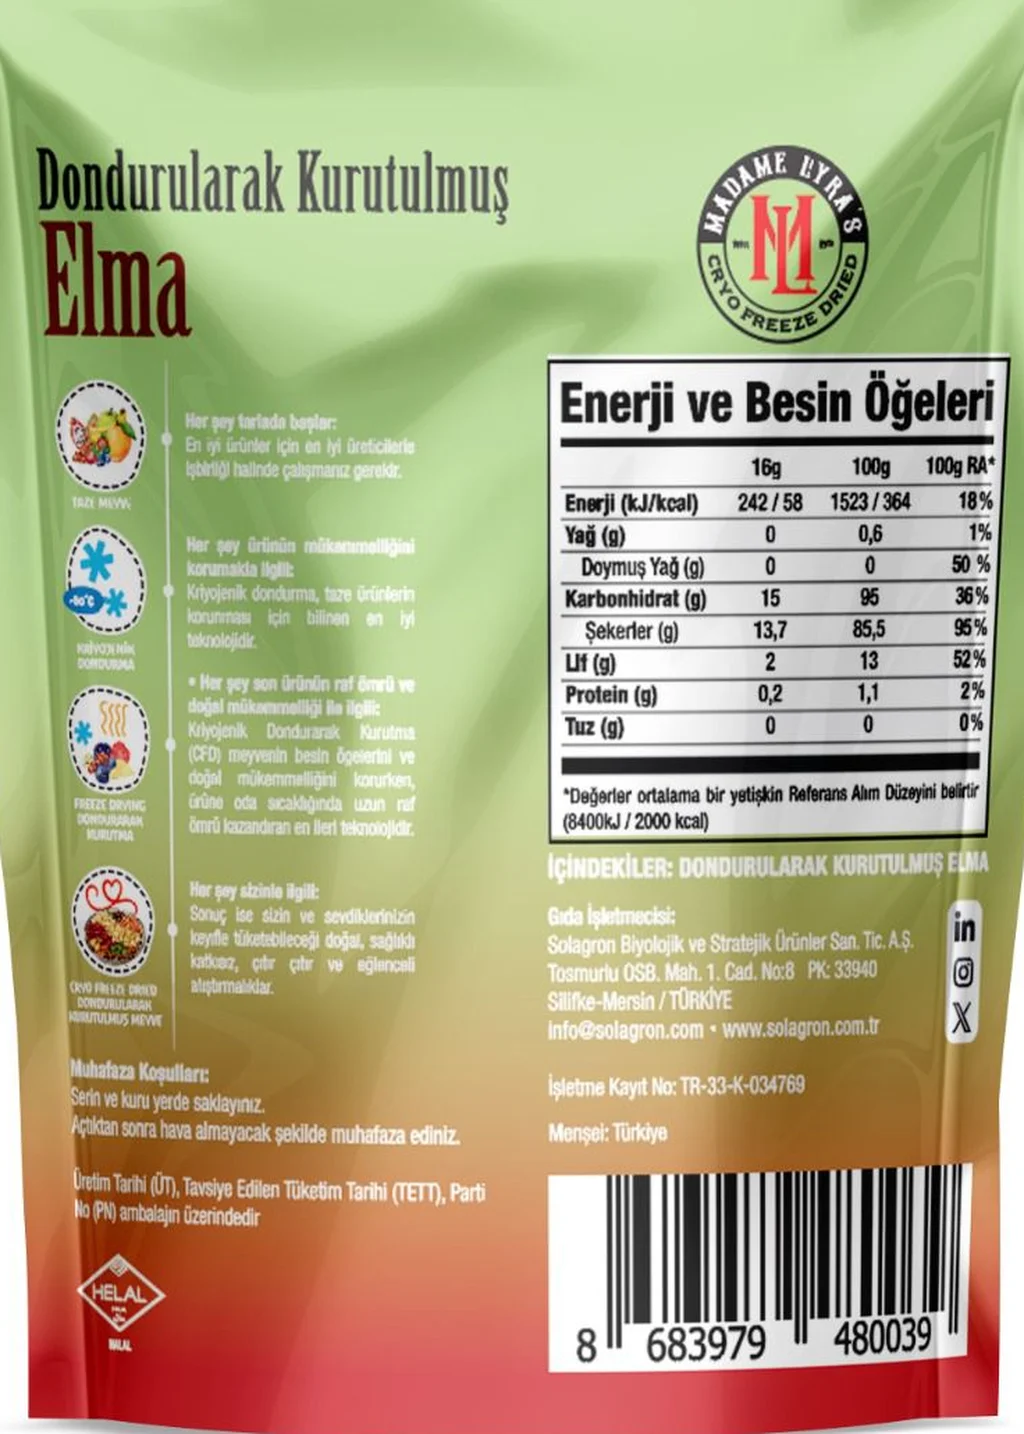 Dondurularak Kurutulmuş
Elma
MADAME LYRA'S
ML
CRYO FREEZE DRIED
TAZE MEYVE
Her şey tarlada başlar:
En iyi ürünler için en iyi üreticilerle
işbirliği halinde çalışmanız gerekir.
-80°C
KRİYOJENİK
DONDURMA
Her şey ürünün mükemmelliğini
korumakla ilgili:
Kriyojenik dondurma, taze ürünlerin
korunması için bilinen en iyi
teknolojidir.
FREEZE DRYING
DONDURARAK
KURUTMA
• Her şey son ürünün raf ömrü ve
doğal mükemmelliği ile ilgili:
Kriyojenik Dondurarak Kurutma
(CFD) meyvenin besin ögelerini ve
doğal mükemmelliğini korurken,
ürüne oda sıcaklığında uzun raf
ömrü kazandıran en ileri teknolojidir.
CRYO FREEZE DRIED
DONDURULARAK
KURUTULMUŞ MEYVE
Her şey sizinle ilgili:
Sonuç ise sizin ve sevdiklerinizin
keyifle tüketebileceği doğal, sağlıklı
katkısız, çıtır çıtır ve eğlenceli
atıştırmalıklar.
Muhafaza Koşulları:
Serin ve kuru yerde saklayınız.
Açtıktan sonra hava almayacak şekilde muhafaza ediniz.
Üretim Tarihi (ÜT), Tavsiye Edilen Tüketim Tarihi (TETT), Parti
No (PN) ambalajın üzerindedir
HELAL
HALAL
Enerji ve Besin Öğeleri
16g 100g 100g RA*
Enerji (kJ/kcal) 242 / 58 1523 / 364 18%
Yağ (g) 0 0,6 1%
Doymuş Yağ (g) 0 0 50 %
Karbonhidrat (g) 15 95 36%
Şekerler (g) 13,7 85,5 95%
Lif (g) 2 13 52%
Protein (g) 0,2 1,1 2%
Tuz (g) 0 0 0%
*Değerler ortalama bir yetişkin Referans Alım Düzeyini belirtir
(8400kJ / 2000 kcal)
İÇİNDEKİLER: DONDURULARAK KURUTULMUŞ ELMA
Gıda İşletmecisi:
Solagron Biyolojik ve Stratejik Ürünler San. Tic. A.Ş.
Tosmurlu OSB. Mah. 1. Cad. No:8 PK: 33940
Silifke-Mersin / TÜRKİYE
info@solagron.com • www.solagron.com.tr
in
X
İşletme Kayıt No: TR-33-K-034769
Menşei: Türkiye
8 683979 480039